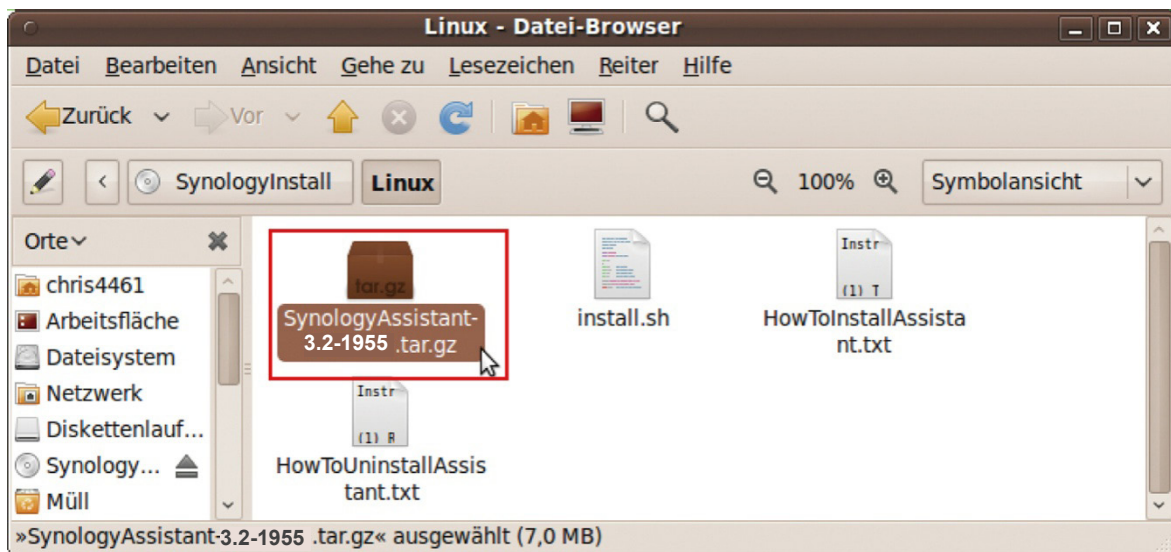 Linux - Datei-Browser
Datei Bearbeiten Ansicht Gehe zu Lesezeichen Reiter Hilfe
Zurück Vor
SynologyInstall Linux 100% Symbolansicht
Orte
chris4461
Arbeitsfläche
Dateisystem
Netzwerk
Diskettenlauf...
Synology...
Müll
tar.gz
SynologyAssistant-
3.2-1955 .tar.gz
install.sh
Instr
(1) T
HowToInstallAssista
nt.txt
Instr
(1) R
HowToUninstallAssis
tant.txt
»SynologyAssistant-3.2-1955 .tar.gz« ausgewählt (7,0 MB)